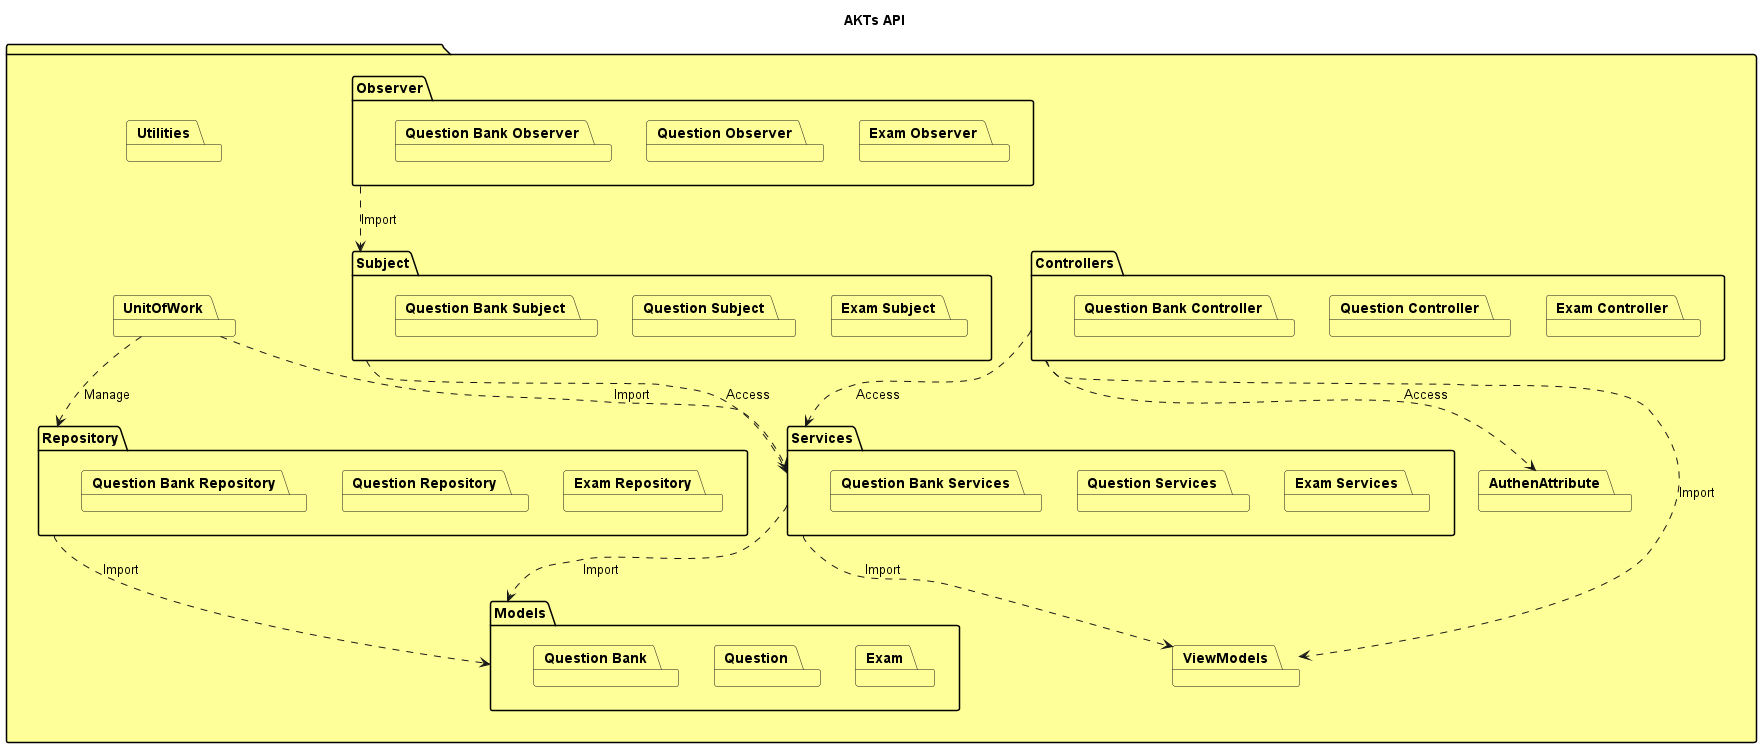 AKTs API
Observer
Utilities
Question Bank Observer
Question Observer
Exam Observer
Import
Subject
Controllers
UnitOfWork
Question Bank Subject
Question Subject
Exam Subject
Question Bank Controller
Question Controller
Exam Controller
Manage
Import
Access
Access
Access
Repository
Services
Question Bank Repository
Question Repository
Exam Repository
Question Bank Services
Question Services
Exam Services
AuthenAttribute
Import
Import
Import
Import
Models
Question Bank
Question
Exam
ViewModels